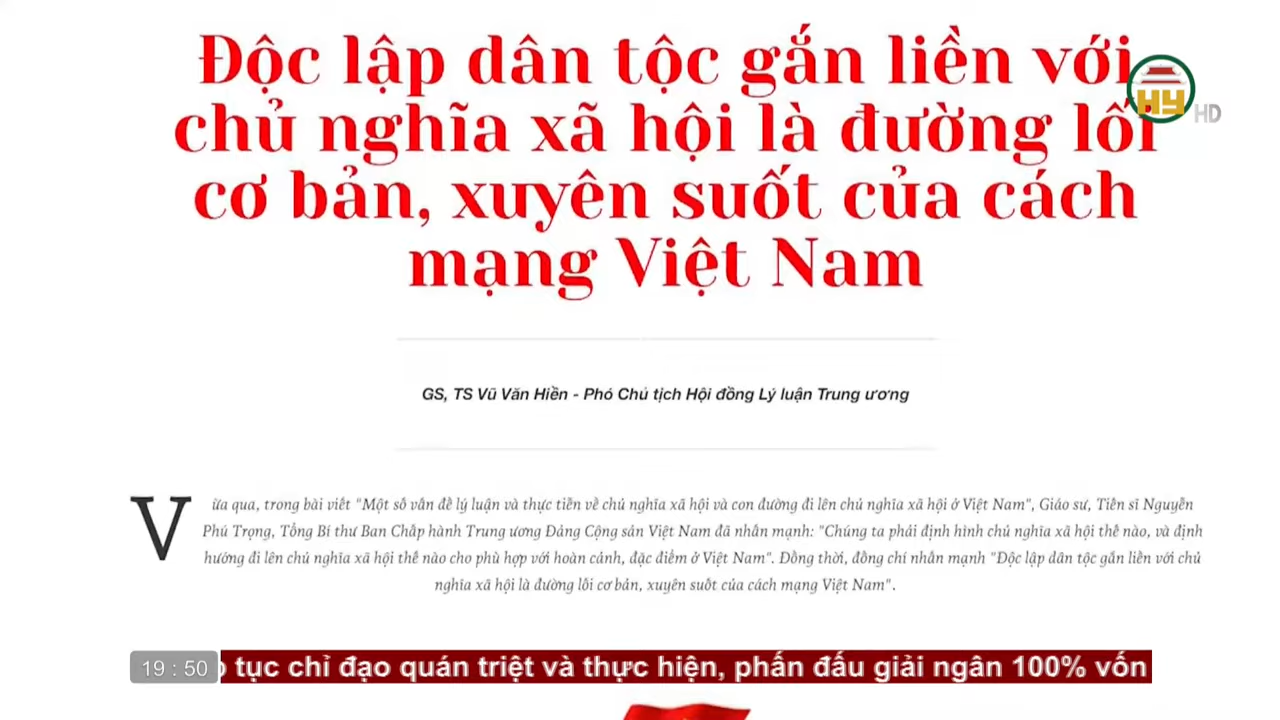 Độc lập dân tộc gắn liền với
chủ nghĩa xã hội là đường lối
cơ bản, xuyên suốt của cách
mạng Việt Nam
HY HD
GS, TS Vũ Văn Hiền - Phó Chủ tịch Hội đồng Lý luận Trung ương
Vừa qua, trong bài viết "Một số vấn đề lý luận và thực tiễn về chủ nghĩa xã hội và con đường đi lên chủ nghĩa xã hội ở Việt Nam", Giáo sư, Tiến sĩ Nguyễn
Phú Trọng, Tổng Bí thư Ban Chấp hành Trung ương Đảng Cộng sản Việt Nam đã nhấn mạnh: "Chúng ta phải định hình chủ nghĩa xã hội thế nào, và định
hướng đi lên chủ nghĩa xã hội thế nào cho phù hợp với hoàn cảnh, đặc điểm ở Việt Nam". Đồng thời, đồng chí nhấn mạnh "Độc lập dân tộc gắn liền với chủ
nghĩa xã hội là đường lối cơ bản, xuyên suốt của cách mạng Việt Nam".
19 : 50 tục chỉ đạo quán triệt và thực hiện, phấn đấu giải ngân 100% vốn